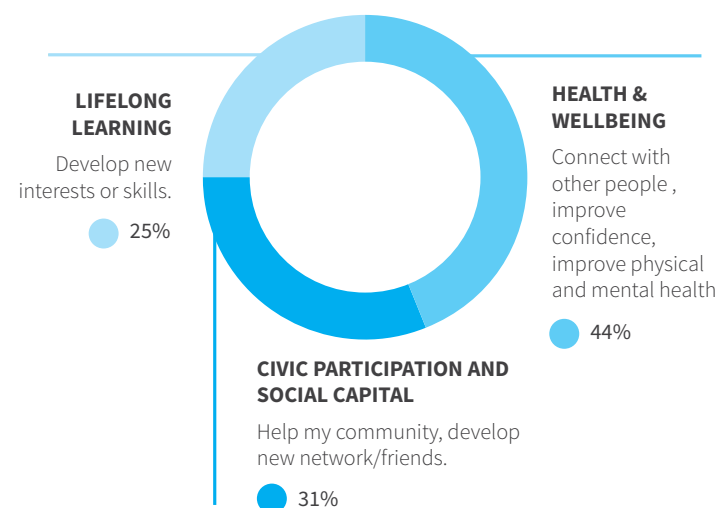 LIFELONG
LEARNING
Develop new
interests or skills.
25%
HEALTH &
WELLBEING
Connect with
other people ,
improve
confidence,
improve physical
and mental health
44%
CIVIC PARTICIPATION AND
SOCIAL CAPITAL
Help my community, develop
new network/friends.
31%